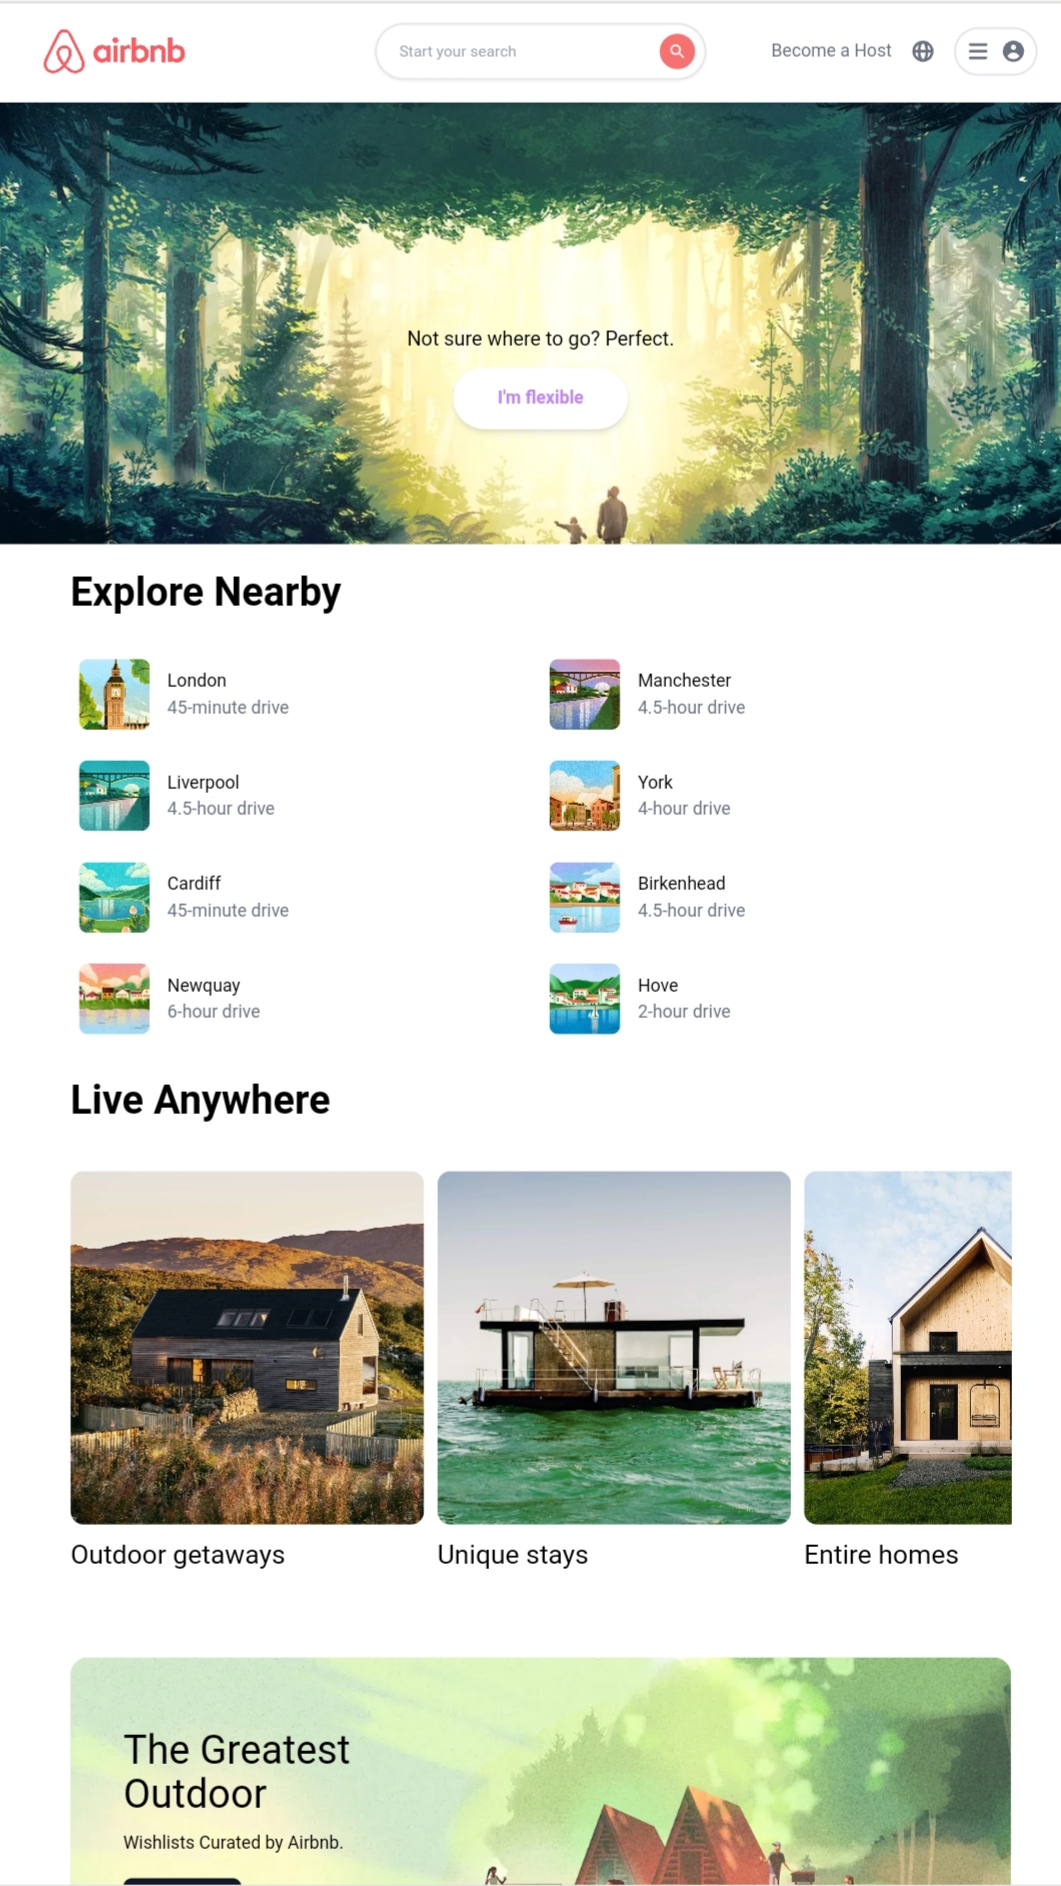 airbnb
Start your search
Become a Host
Not sure where to go? Perfect.
I'm flexible
Explore Nearby
London
45-minute drive
Manchester
4.5-hour drive
Liverpool
4.5-hour drive
York
4-hour drive
Cardiff
45-minute drive
Birkenhead
4.5-hour drive
Newquay
6-hour drive
Hove
2-hour drive
Live Anywhere
Outdoor getaways
Unique stays
Entire homes
The Greatest
Outdoor
Wishlists Curated by Airbnb.